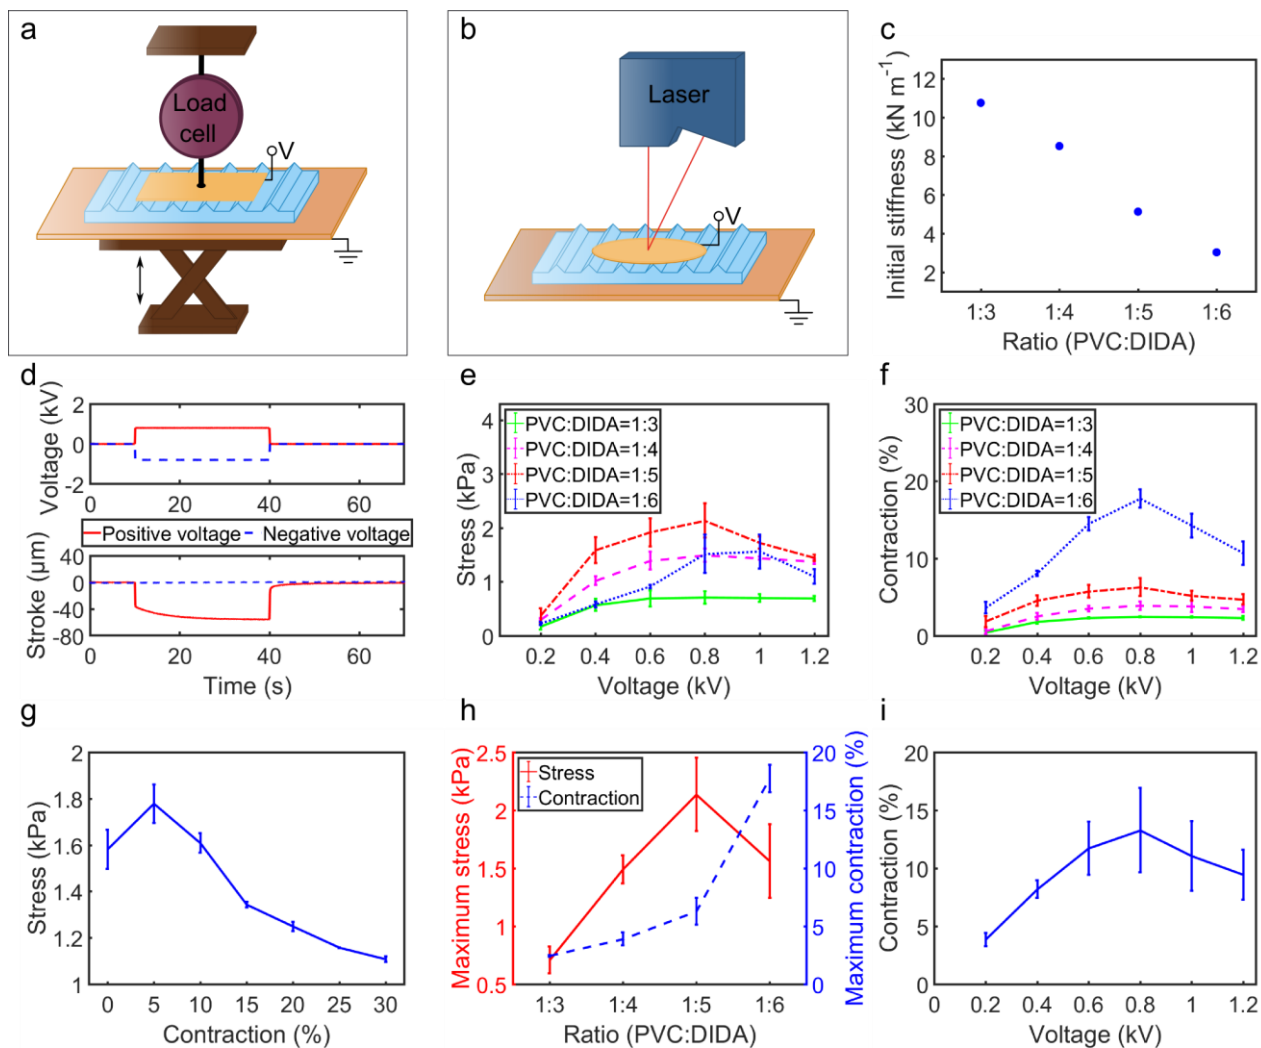 a
Load
cell
V
b
Laser
V
c
Initial stiffness (kN m⁻¹)
12
10
8
6
4
2
1:3 1:4 1:5 1:6
Ratio (PVC:DIDA)
d
Voltage (kV)
2
0
-2
0 20 40 60
Positive voltage Negative voltage
Stroke (μm)
40
0
-40
-80
0 20 40 60
Time (s)
e
Stress (kPa)
4
3
2
1
0
PVC:DIDA=1:3
PVC:DIDA=1:4
PVC:DIDA=1:5
PVC:DIDA=1:6
0.2 0.4 0.6 0.8 1 1.2
Voltage (kV)
f
Contraction (%)
30
20
10
0
PVC:DIDA=1:3
PVC:DIDA=1:4
PVC:DIDA=1:5
PVC:DIDA=1:6
0 0.2 0.4 0.6 0.8 1 1.2
Voltage (kV)
g
Stress (kPa)
2
1.8
1.6
1.4
1.2
1
0 5 10 15 20 25 30
Contraction (%)
h
Maximum stress (kPa)
2.5
2
1.5
1
0.5
Stress
Contraction
20
15
10
5
0
Maximum contraction (%)
1:3 1:4 1:5 1:6
Ratio (PVC:DIDA)
i
Contraction (%)
20
15
10
5
0
0 0.2 0.4 0.6 0.8 1 1.2
Voltage (kV)